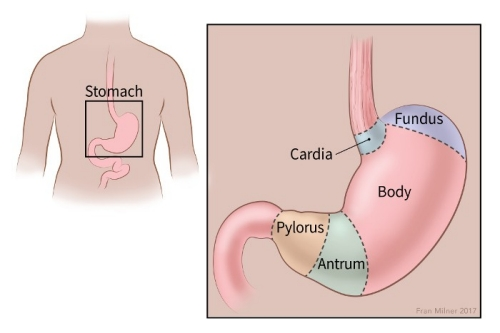 Stomach
Fundus
Cardia
Body
Pylorus
Antrum
Fran Milner 2017